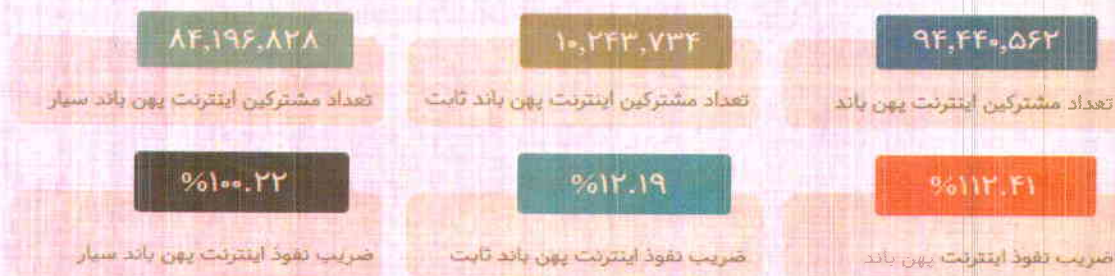 ۹۴,۴۴۰,۵۶۲
تعداد مشترکین اینترنت پهن باند
۱۰,۲۴۳,۷۳۴
تعداد مشترکین اینترنت پهن باند ثابت
۸۴,۱۹۶,۸۲۸
تعداد مشترکین اینترنت پهن باند سیار
%۱۱۲.۴۱
ضریب نفوذ اینترنت پهن باند
%۱۲.۱۹
ضریب نفوذ اینترنت پهن باند ثابت
%۱۰۰.۲۲
ضریب نفوذ اینترنت پهن باند سیار